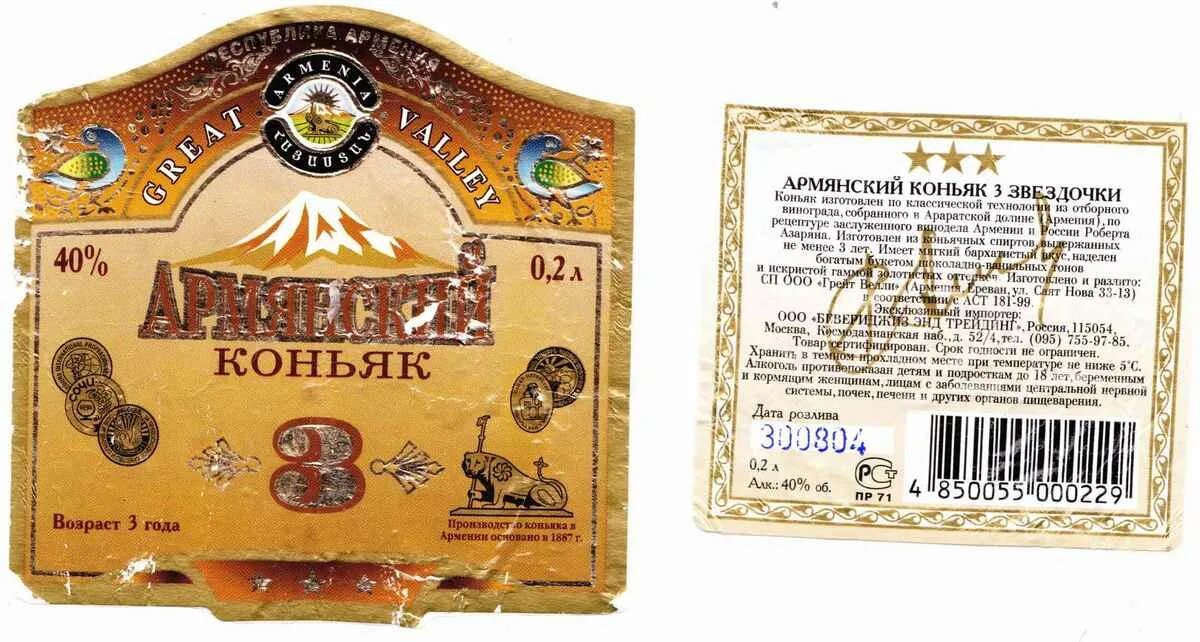 РЕСПУБЛИКА АРМЕНИЯ
ARMENIA
ՀԱՅԱՍՏԱՆ
GREAT VALLEY
40%
0,2 л
АРМЯНСКИЙ
КОНЬЯК
СОЧИ
3
Возраст 3 года
Производство коньяка в
Армении основано в 1887 г.
АРМЯНСКИЙ КОНЬЯК 3 ЗВЕЗДОЧКИ
Коньяк изготовлен по классической технологии из отборного
винограда, собранного в Араратской долине (Армения), по
рецептуре заслуженного винодела Армении и России Роберта
Азаряна. Изготовлен из коньячных спиртов, выдержанных
не менее 3 лет. Имеет мягкий бархатистый вкус, наделен
богатым букетом шоколадно-ванильных тонов
и искристой гаммой золотистых оттенков. Изготовлено и разлито:
СП ООО «Грейт Велли» (Армения, Ереван, ул. Саят Нова 33-13)
в соответствии с АСТ 181-99.
Эксклюзивный импортер:
ООО «БЕВЕРИДЖИЗ ЭНД ТРЕЙДИНГ», Россия, 115054,
Москва, Космодамианская наб., д. 52/4, тел. (095) 755-97-85.
Товар сертифицирован. Срок годности не ограничен.
Хранить в темном прохладном месте при температуре не ниже 5°С.
Алкоголь противопоказан детям и подросткам до 18 лет, беременным
и кормящим женщинам, лицам с заболеваниями центральной нервной
системы, почек, печени и других органов пищеварения.
Дата розлива
300804
0,2 л
Алк.: 40% об.
РСт
ПР 71
4 850055 000229